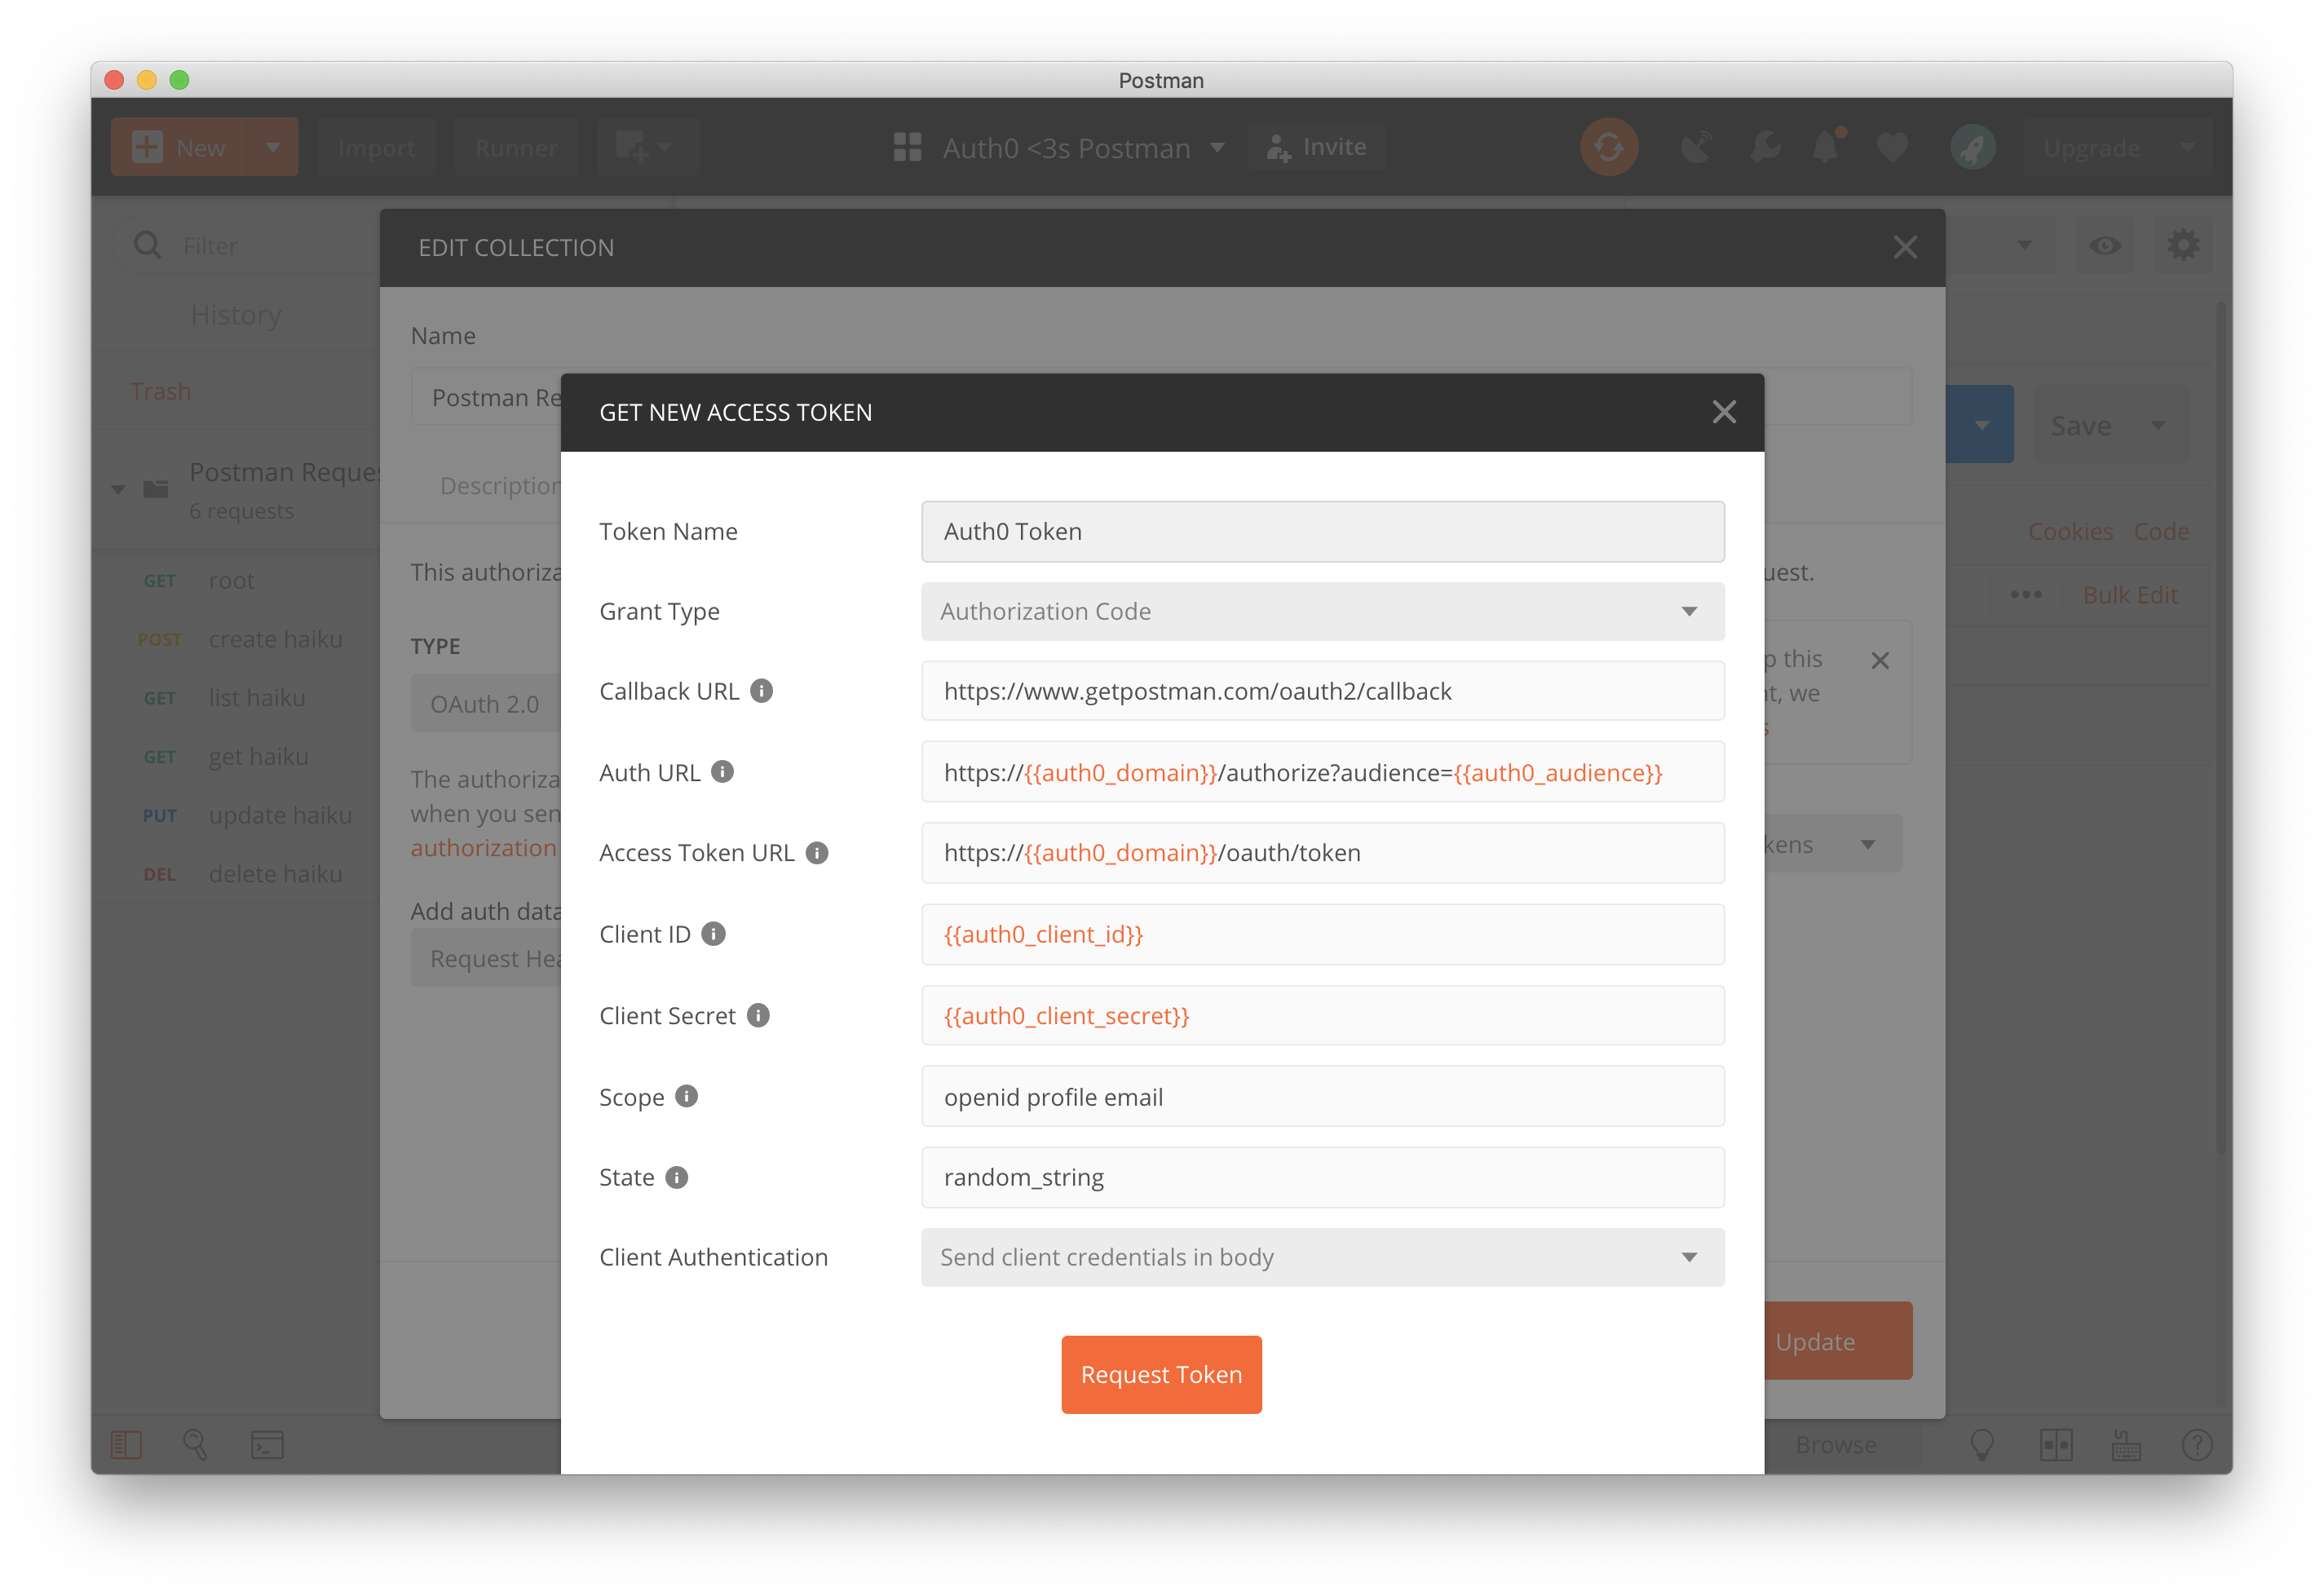 Postman
New
Import
Runner
Auth0 <3s Postman
Invite
Upgrade
Filter
History
Trash
Postman Reques
6 requests
GET root
POST create haiku
GET list haiku
GET get haiku
PUT update haiku
DEL delete haiku
EDIT COLLECTION
Name
Postman Re
Description
This authoriza
uest.
TYPE
OAuth 2.0
p this
t, we
s
The authoriza
when you sen
authorization
kens
Add auth data
Request Hea
Update
Save
Cookies Code
Bulk Edit
GET NEW ACCESS TOKEN
Token Name Auth0 Token
Grant Type Authorization Code
Callback URL https://www.getpostman.com/oauth2/callback
Auth URL https://{{auth0_domain}}/authorize?audience={{auth0_audience}}
Access Token URL https://{{auth0_domain}}/oauth/token
Client ID {{auth0_client_id}}
Client Secret {{auth0_client_secret}}
Scope openid profile email
State random_string
Client Authentication Send client credentials in body
Request Token
Browse